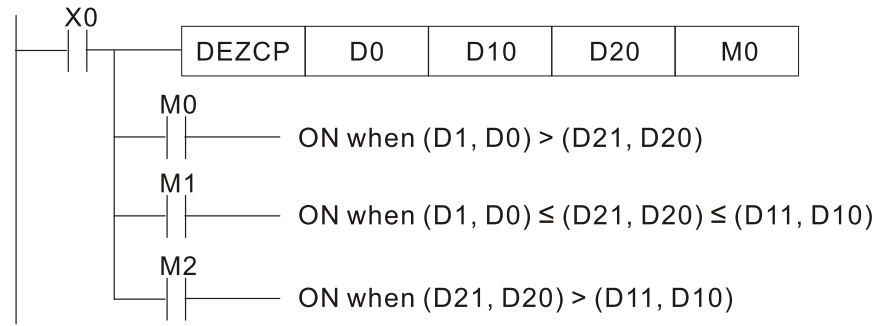 X0
DEZCP D0 D10 D20 M0
M0
ON when (D1, D0) > (D21, D20)
M1
ON when (D1, D0) ≤ (D21, D20) ≤ (D11, D10)
M2
ON when (D21, D20) > (D11, D10)